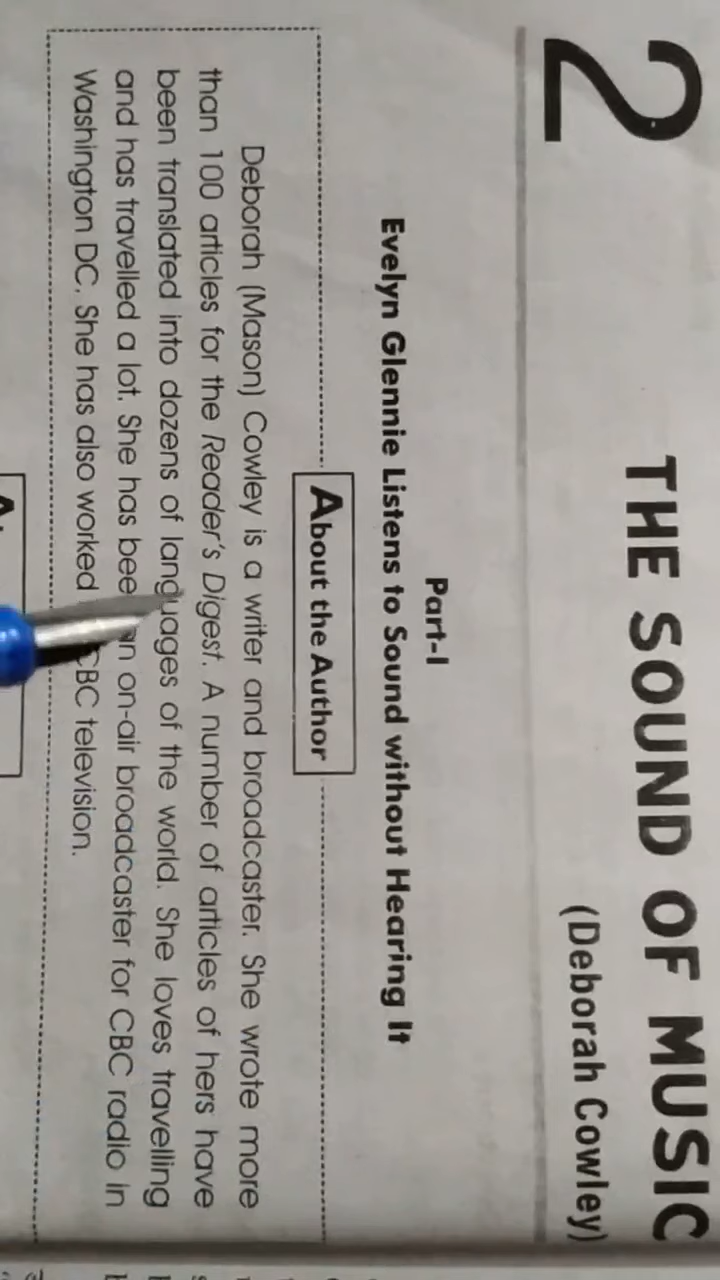 2
THE SOUND OF MUSIC
(Deborah Cowley)
Part-I
Evelyn Glennie Listens to Sound without Hearing It
About the Author
Deborah (Mason) Cowley is a writer and broadcaster. She wrote more
than 100 articles for the Reader's Digest. A number of articles of hers have
been translated into dozens of languages of the world. She loves travelling
and has travelled a lot. She has been an on-air broadcaster for CBC radio in
Washington DC. She has also worked CBC television.